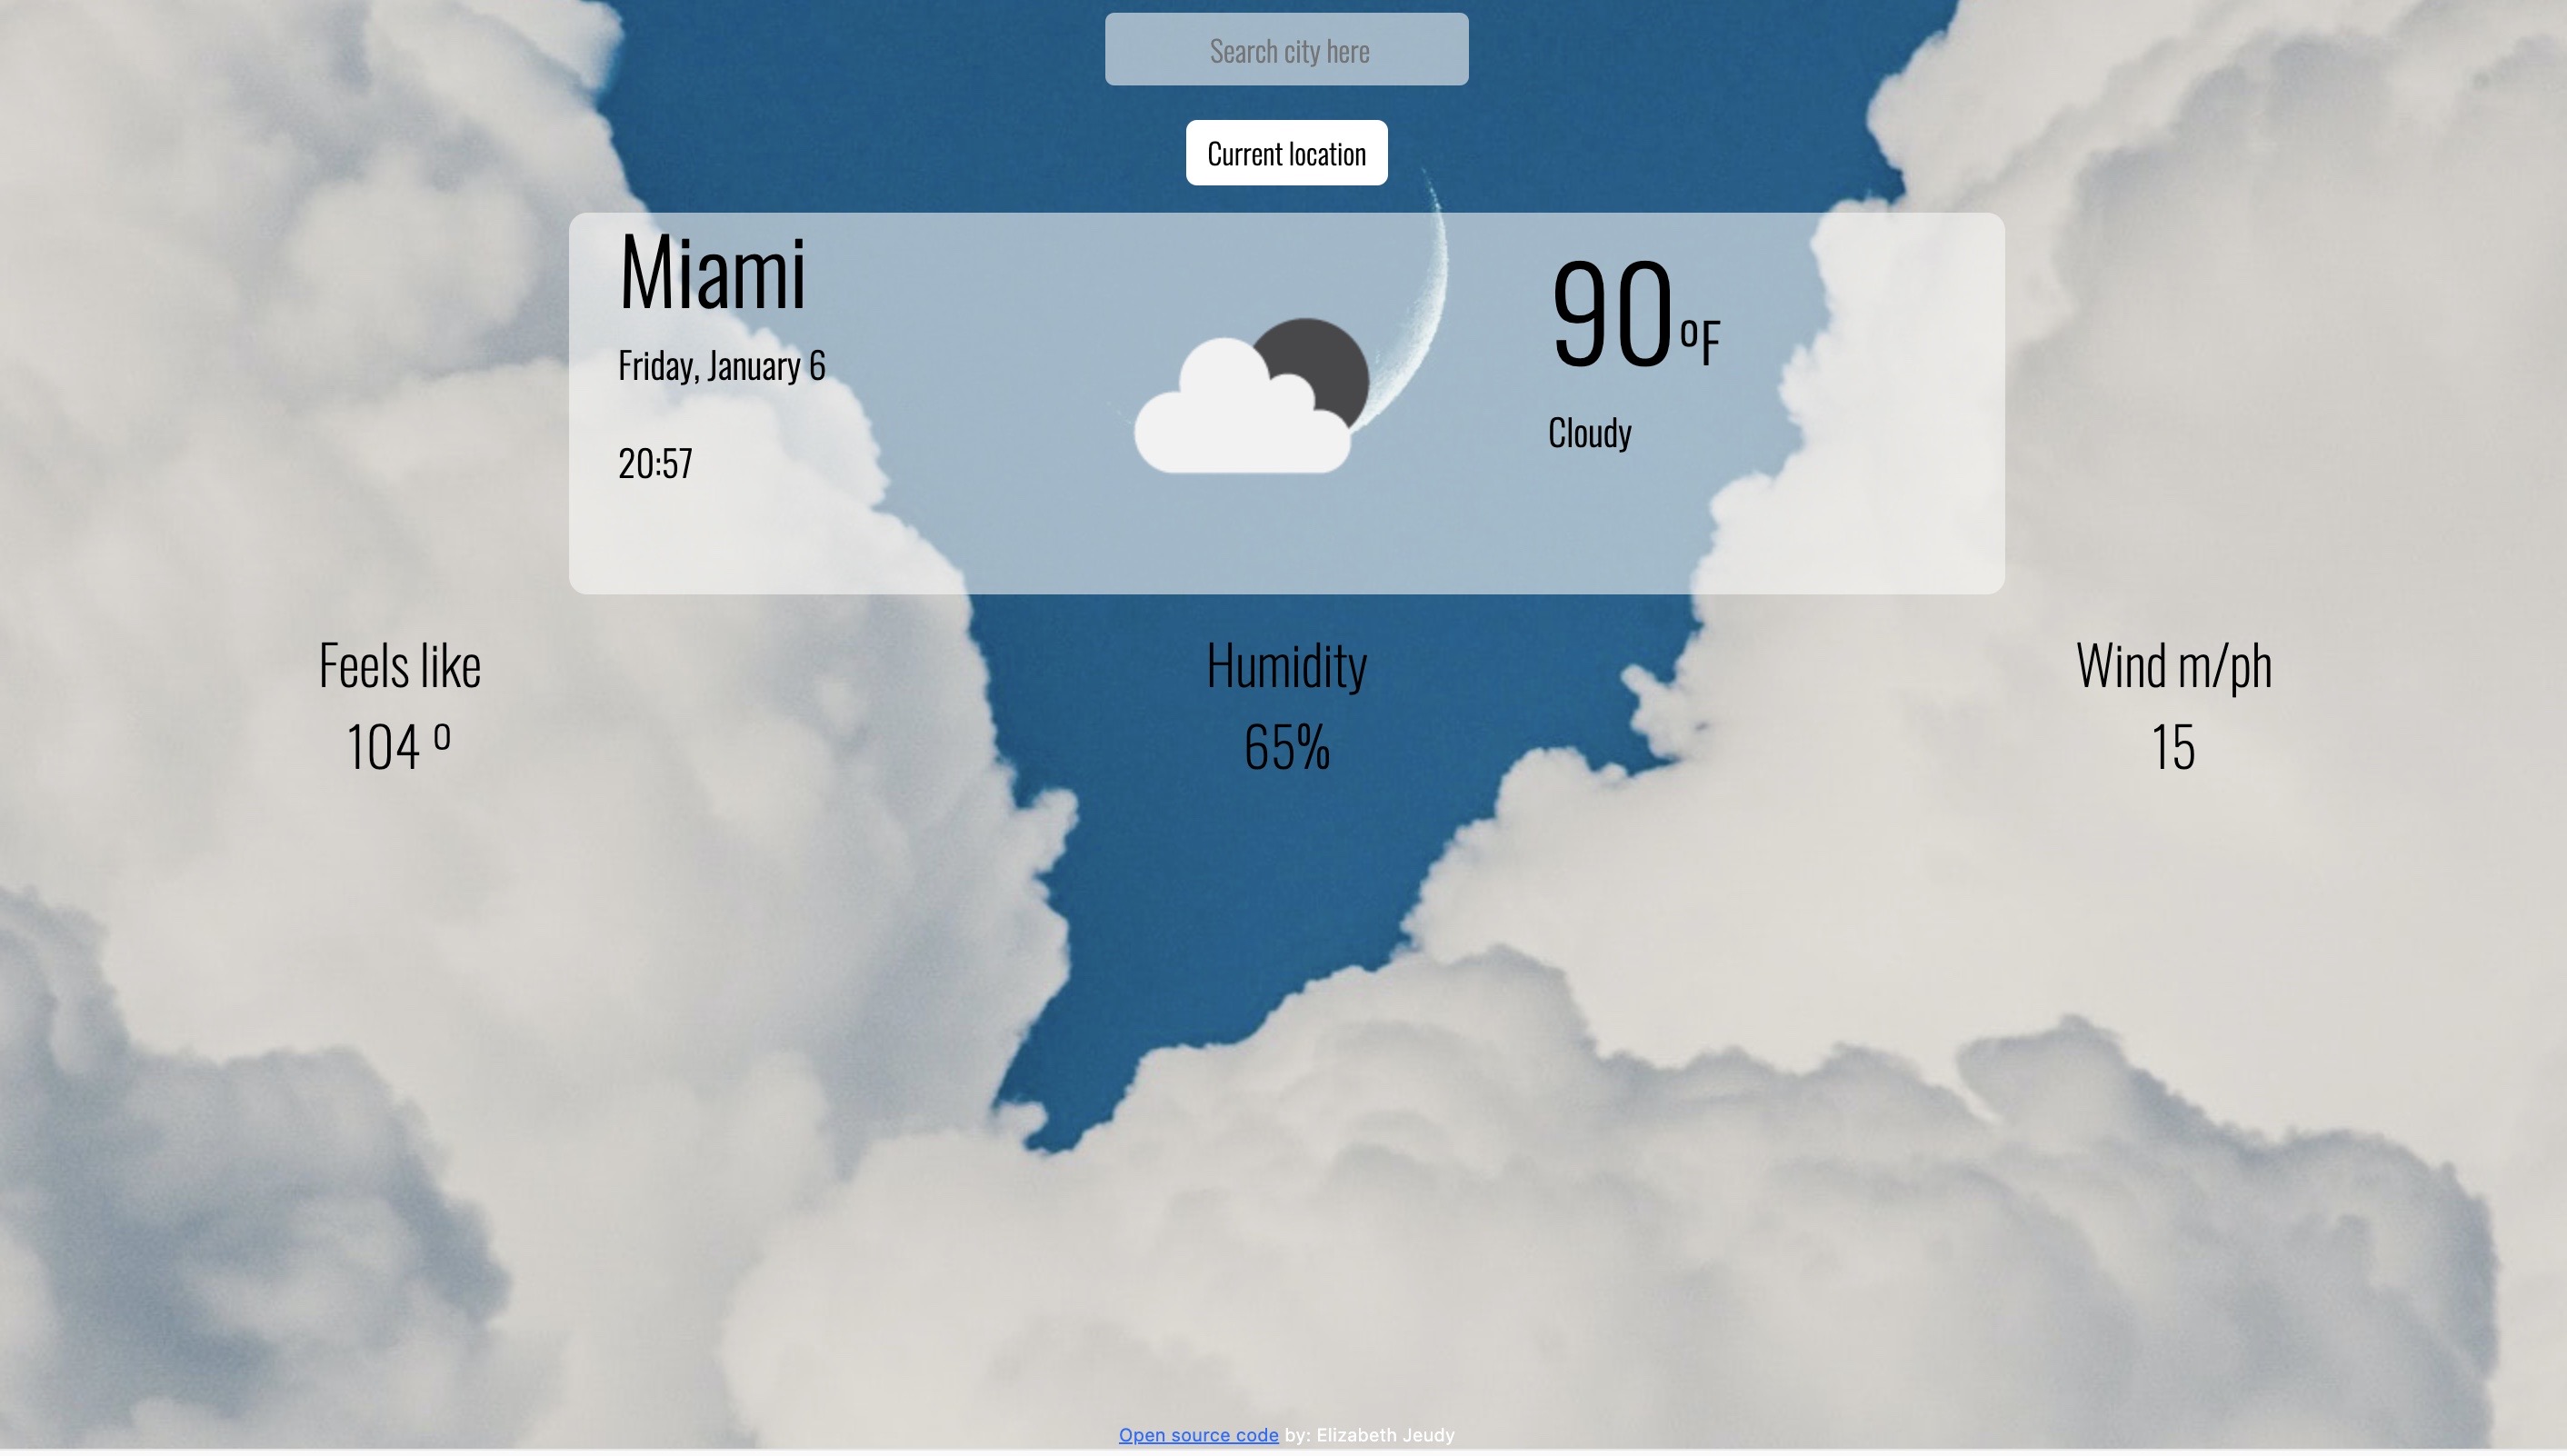 Search city here
Current location
Miami
Friday, January 6
20:57
90ºF
Cloudy
Feels like
104 º
Humidity
65%
Wind m/ph
15
Open source code by: Elizabeth Jeudy